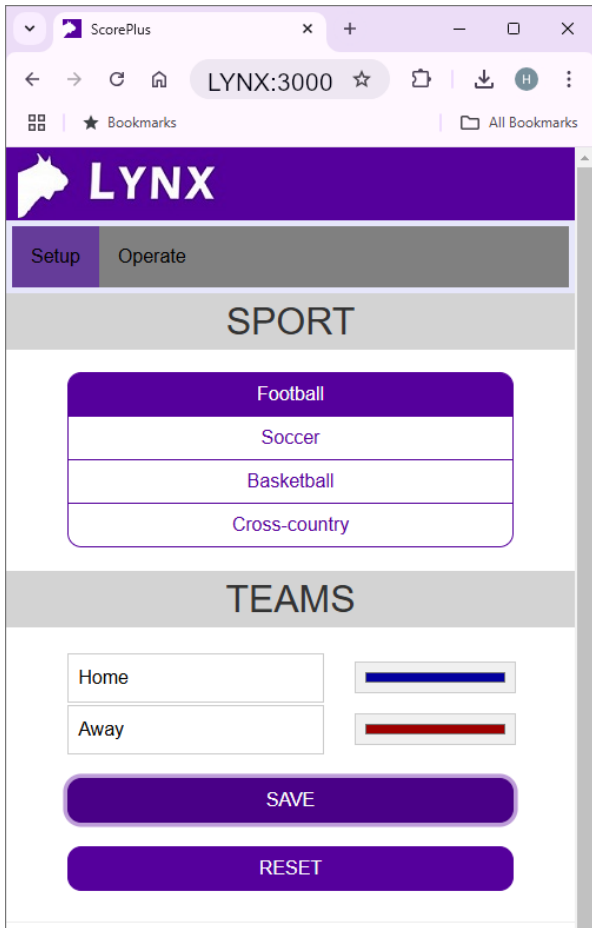 ScorePlus
LYNX:3000
H
Bookmarks
All Bookmarks
LYNX
Setup
Operate
SPORT
Football
Soccer
Basketball
Cross-country
TEAMS
Home
Away
SAVE
RESET